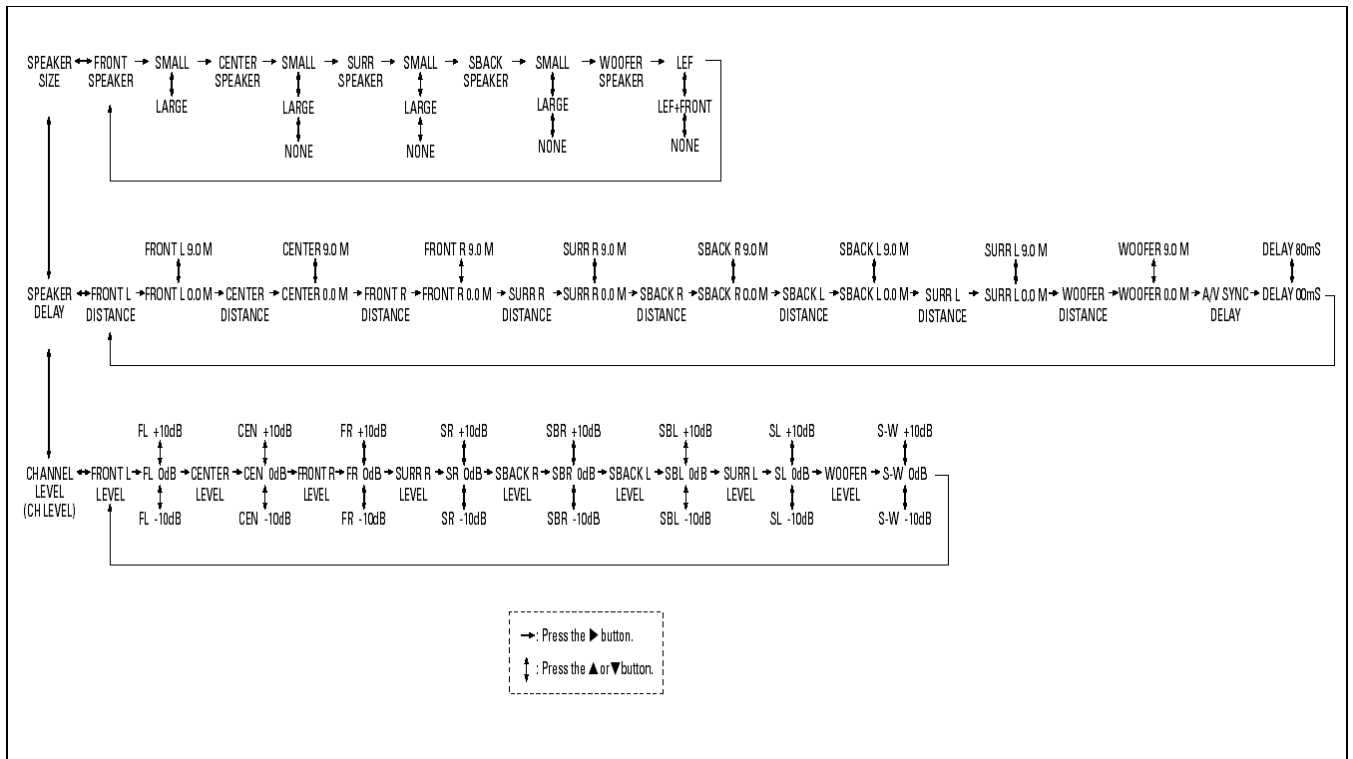 SPEAKER FRONT SMALL CENTER SMALL SURR SMALL SBACK SMALL WOOFER LEF
SIZE SPEAKER SPEAKER SPEAKER SPEAKER SPEAKER
LARGE LARGE LARGE LARGE LEF+FRONT
NONE NONE NONE NONE
FRONT L 9.0 M CENTER 9.0 M FRONT R 9.0 M SURR R 9.0 M SBACK R 9.0 M SBACK L 9.0 M SURR L 9.0 M WOOFER 9.0 M DELAY 80mS
SPEAKER FRONT L FRONT L 0.0 M CENTER CENTER 0.0 M FRONT R FRONT R 0.0 M SURR R SURR R 0.0 M SBACK R SBACK R 0.0 M SBACK L SBACK L 0.0 M SURR L SURR L 0.0 M WOOFER WOOFER 0.0 M A/V SYNC DELAY 00mS
DELAY DISTANCE DISTANCE DISTANCE DISTANCE DISTANCE DISTANCE DISTANCE DISTANCE DELAY
FL +10dB CEN +10dB FR +10dB SR +10dB SBR +10dB SBL +10dB SL +10dB S-W +10dB
CHANNEL FRONT L FL 0dB CENTER CEN 0dB FRONT R FR 0dB SURR R SR 0dB SBACK R SBR 0dB SBACK L SBL 0dB SURR L SL 0dB WOOFER S-W 0dB
LEVEL LEVEL LEVEL LEVEL LEVEL LEVEL LEVEL LEVEL LEVEL
(CH LEVEL)
FL -10dB CEN -10dB FR -10dB SR -10dB SBR -10dB SBL -10dB SL -10dB S-W -10dB
→: Press the ▶ button.
↕ : Press the ▲ or ▼ button.